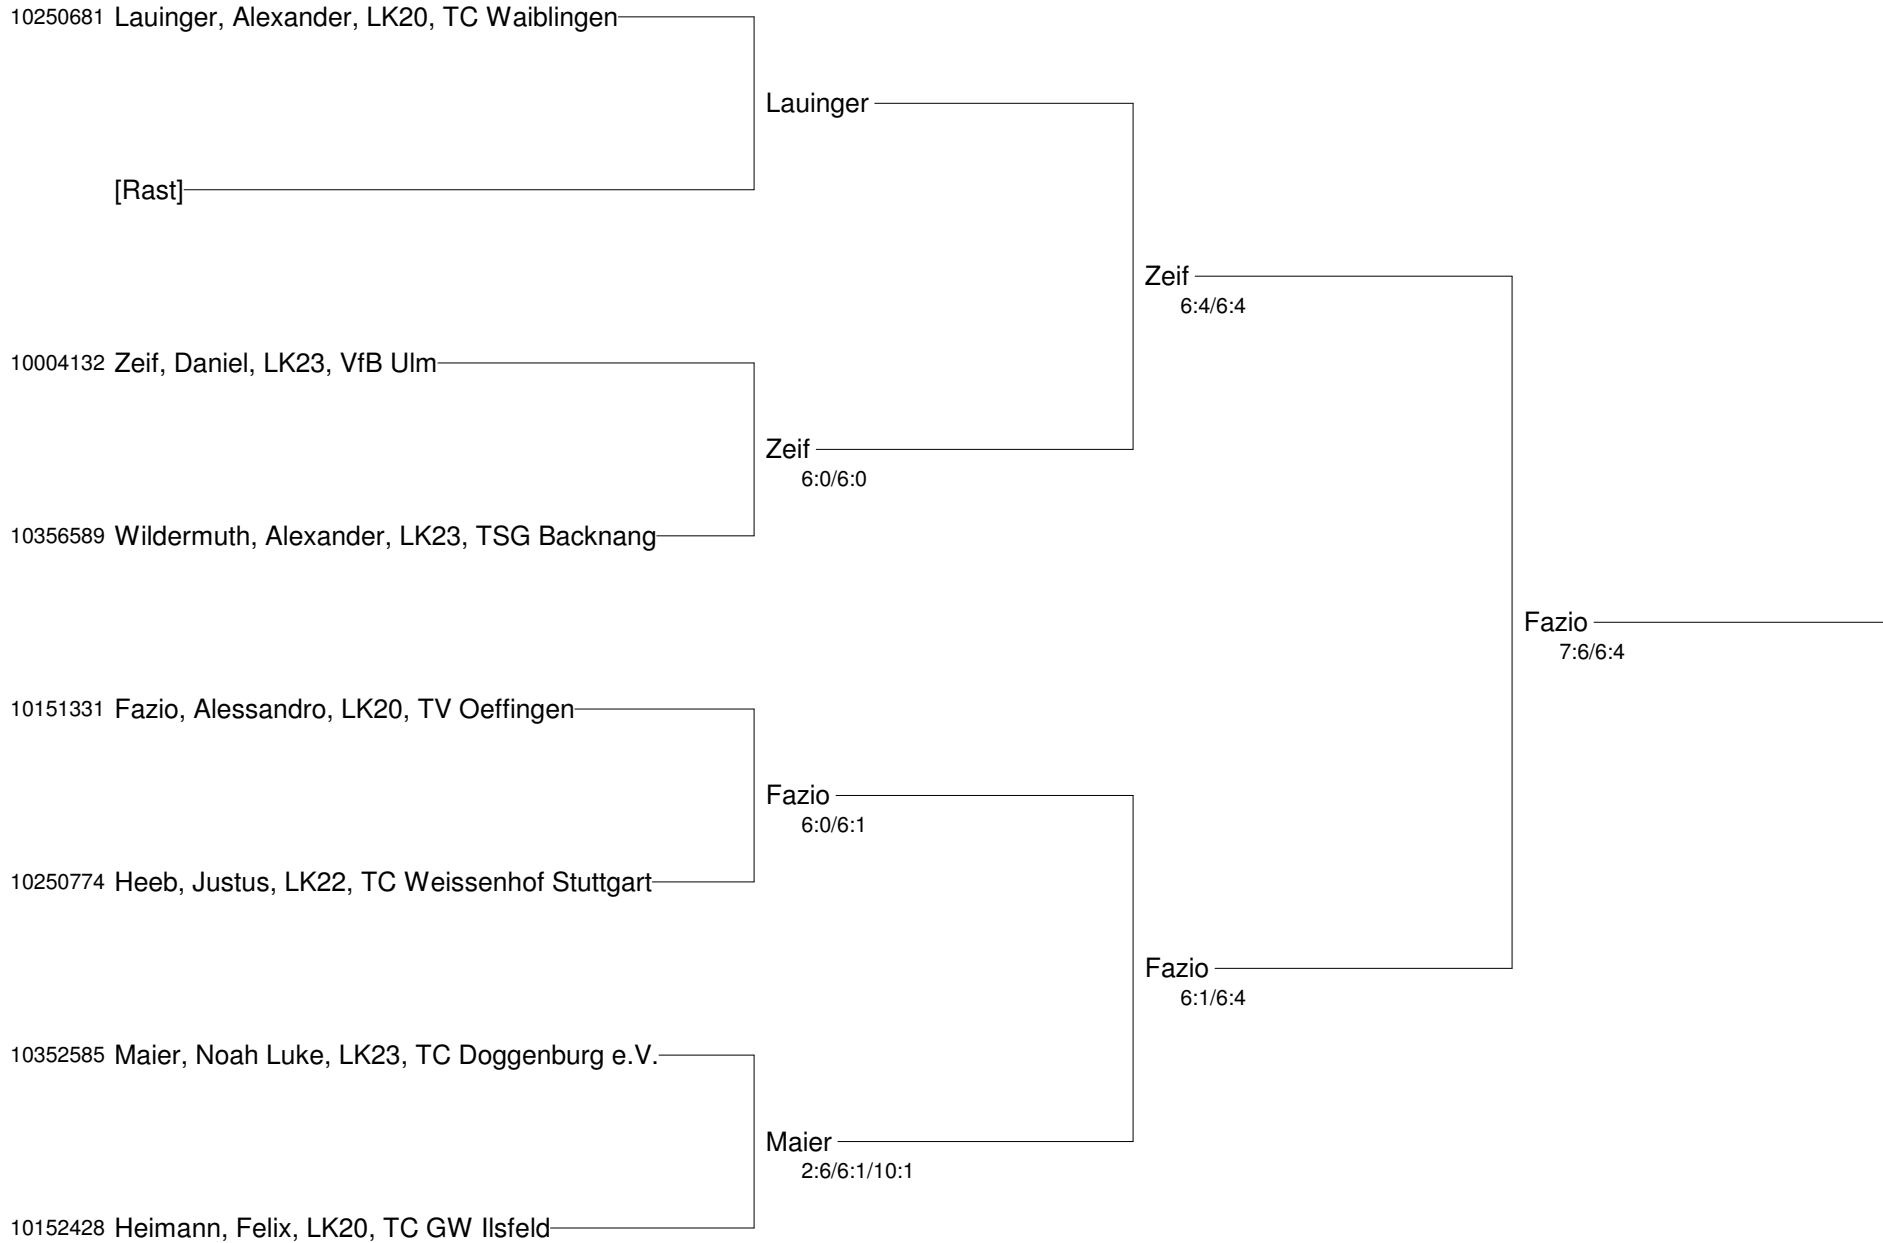 10250681 Lauinger, Alexander, LK20, TC Waiblingen
Lauinger
[Rast]
Zeif
6:4/6:4
10004132 Zeif, Daniel, LK23, VfB Ulm
Zeif
6:0/6:0
10356589 Wildermuth, Alexander, LK23, TSG Backnang
Fazio
7:6/6:4
10151331 Fazio, Alessandro, LK20, TV Oeffingen
Fazio
6:0/6:1
10250774 Heeb, Justus, LK22, TC Weissenhof Stuttgart
Fazio
6:1/6:4
10352585 Maier, Noah Luke, LK23, TC Doggenburg e.V.
Maier
2:6/6:1/10:1
10152428 Heimann, Felix, LK20, TC GW Ilsfeld